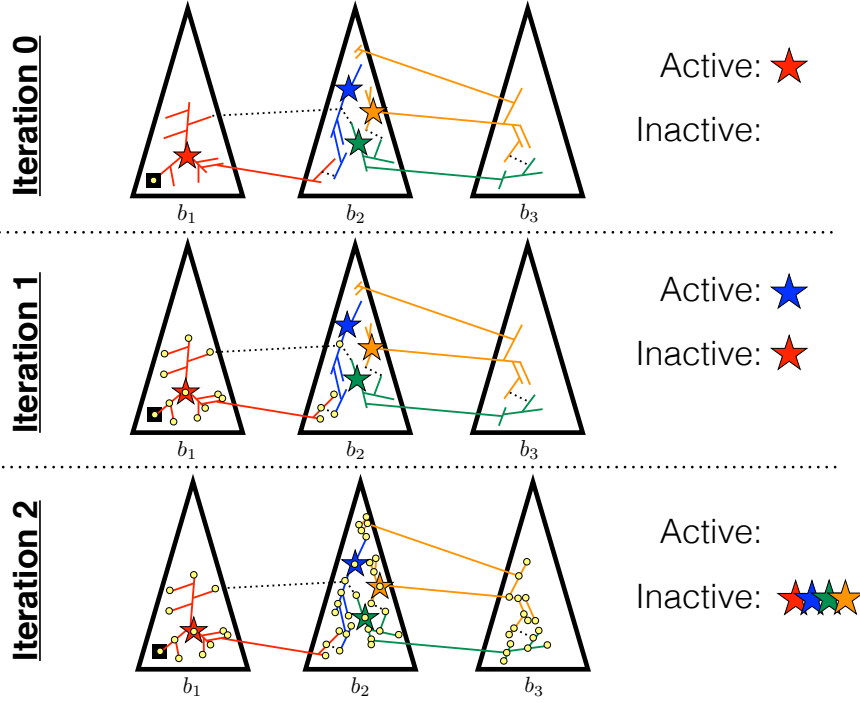 Iteration 0
Active:
Inactive:
b1 b2 b3
Iteration 1
Active:
Inactive:
b1 b2 b3
Iteration 2
Active:
Inactive:
b1 b2 b3